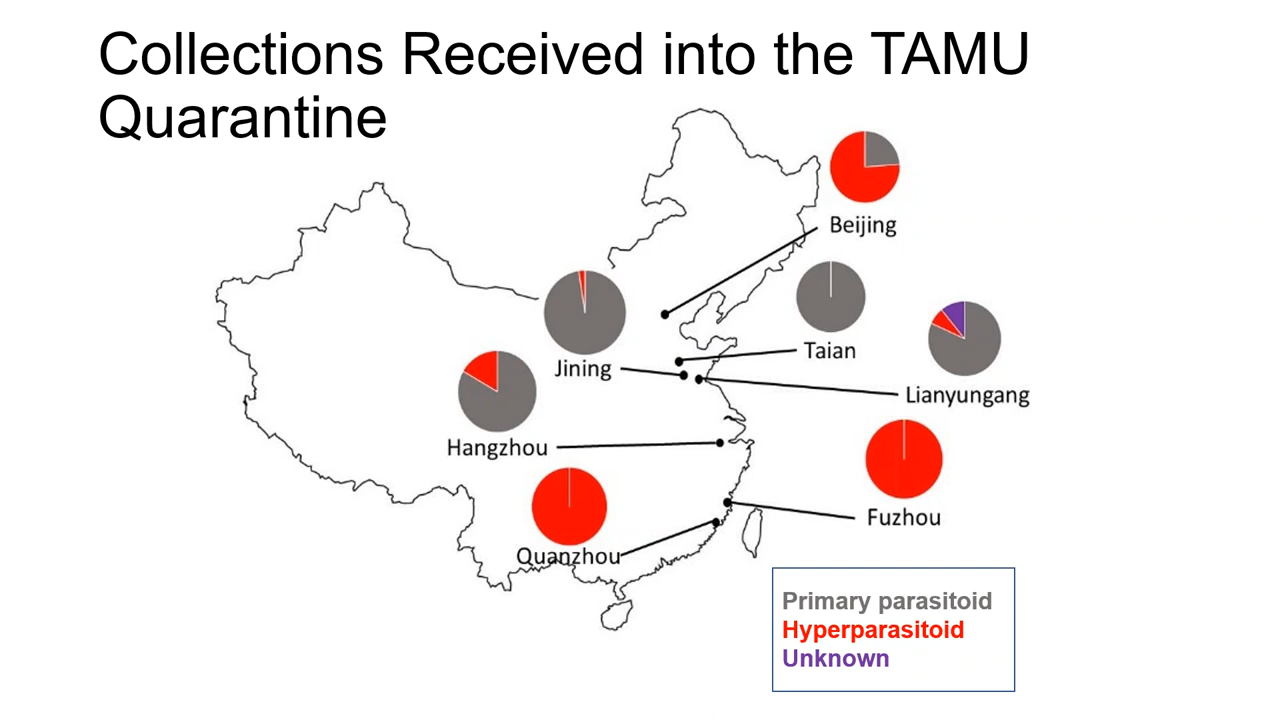 Collections Received into the TAMU
Quarantine
Beijing
Taian
Jining
Lianyungang
Hangzhou
Fuzhou
Quanzhou
Primary parasitoid
Hyperparasitoid
Unknown